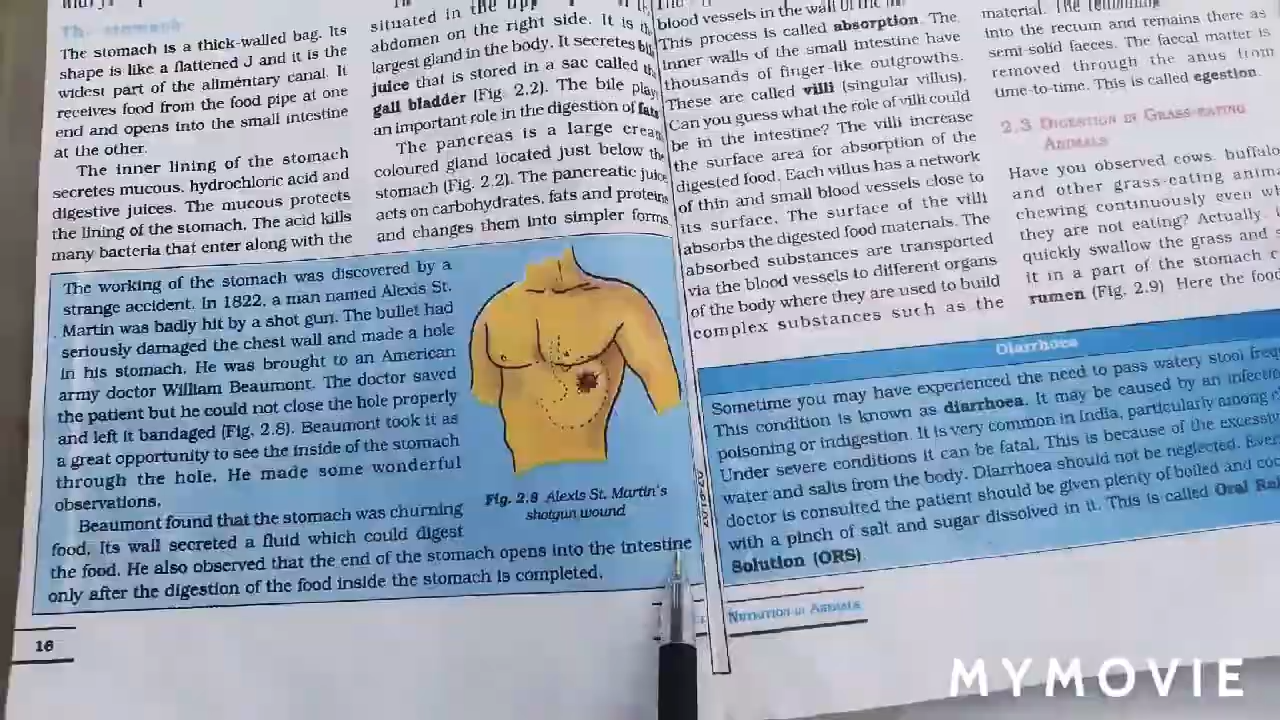 The stomach
The stomach is a thick-walled bag. Its
shape is like a flattened J and it is the
widest part of the alimentary canal. It
receives food from the food pipe at one
end and opens into the small intestine
at the other.
The inner lining of the stomach
secretes mucous, hydrochloric acid and
digestive juices. The mucous protects
the lining of the stomach. The acid kills
many bacteria that enter along with the
situated in the upp
abdomen on the right side. It is th
largest gland in the body. It secretes bi
juice that is stored in a sac called th
gall bladder (Fig. 2.2). The bile play
an important role in the digestion of fats
The pancreas is a large cream
coloured gland located just below the
stomach (Fig. 2.2). The pancreatic juice
acts on carbohydrates, fats and proteins
and changes them into simpler forms
The working of the stomach was discovered by a
strange accident. In 1822, a man named Alexis St.
Martin was badly hit by a shot gun. The bullet had
seriously damaged the chest wall and made a hole
in his stomach. He was brought to an American
army doctor William Beaumont. The doctor saved
the patient but he could not close the hole properly
and left it bandaged (Fig. 2.8). Beaumont took it as
a great opportunity to see the inside of the stomach
through the hole. He made some wonderful
observations.
Beaumont found that the stomach was churning
food. Its wall secreted a fluid which could digest
the food. He also observed that the end of the stomach opens into the intestine
only after the digestion of the food inside the stomach is completed.
Fig. 2.8 Alexis St. Martin's
shotgun wound
16
blood vessels in the wall of the
This process is called absorption. The
inner walls of the small intestine have
thousands of finger-like outgrowths.
These are called villi (singular villus).
Can you guess what the role of villi could
be in the intestine? The villi increase
the surface area for absorption of the
digested food. Each villus has a network
of thin and small blood vessels close to
its surface. The surface of the villi
absorbs the digested food materials. The
absorbed substances are transported
via the blood vessels to different organs
of the body where they are used to build
complex substances such as the
material. The remaining
into the rectum and remains there as
semi-solid faeces. The faecal matter is
removed through the anus from
time-to-time. This is called egestion.
2.3 DIGESTION IN GRASS-EATING
ANIMALS
Have you observed cows, buffalo
and other grass-eating anima
chewing continuously even wh
they are not eating? Actually,
quickly swallow the grass and s
it in a part of the stomach c
rumen (Fig. 2.9) Here the food
Diarrhoea
Sometime you may have experienced the need to pass watery stool freq
This condition is known as diarrhoea. It may be caused by an infectio
poisoning or indigestion. It is very common in India, particularly among c
Under severe conditions it can be fatal. This is because of the excessiv
water and salts from the body. Diarrhoea should not be neglected. Even
doctor is consulted the patient should be given plenty of boiled and coo
with a pinch of salt and sugar dissolved in it. This is called Oral Re
Solution (ORS).
NUTRITION IN ANIMALS
MYMOVIE